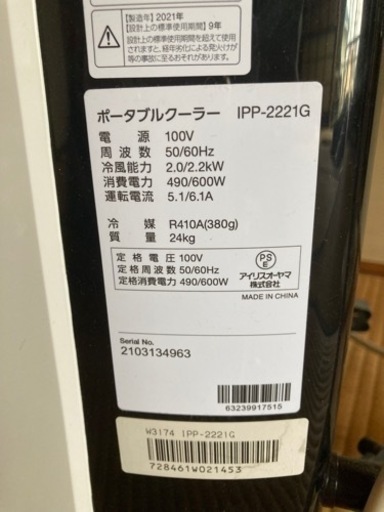 【製造年】2021年
【設計上の標準使用期間】9年
設計上の標準使用期間を超えて使用
されますと、経年劣化による発火けが
等の事故に至るおそれがあります。
ポータブルクーラー IPP-2221G
電源 100V
周波数 50/60Hz
冷風能力 2.0/2.2kW
消費電力 490/600W
運転電流 5.1/6.1A
冷媒 R410A(380g)
質量 24kg
定格電圧 100V
定格周波数 50/60Hz
定格消費電力 490/600W
PS
E
アイリスオーヤマ
株式会社
MADE IN CHINA
Serial No.
2103134963
63239917515
W3174 IPP-2221G
728461W021453